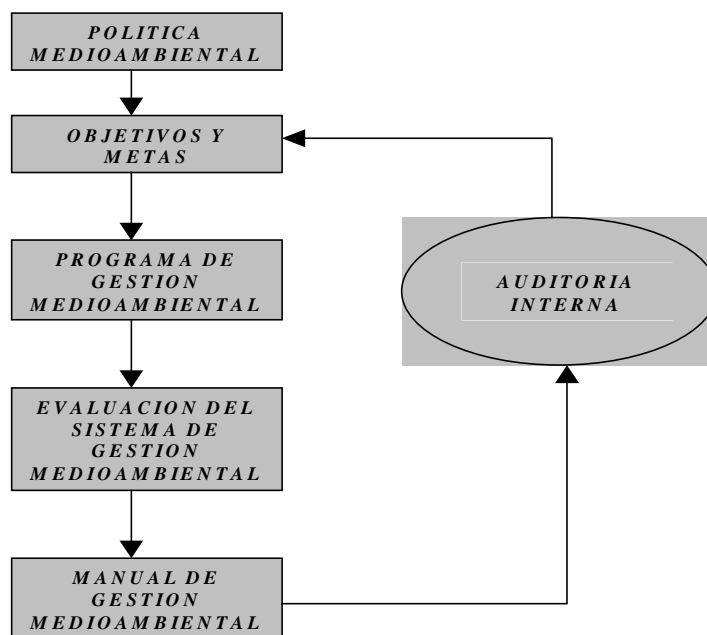 POLITICA
MEDIOAMBIENTAL
OBJETIVOS Y
METAS
PROGRAMA DE
GESTION
MEDIOAMBIENTAL
AUDITORIA
INTERNA
EVALUACION DEL
SISTEMA DE
GESTION
MEDIOAMBIENTAL
MANUAL DE
GESTION
MEDIOAMBIENTAL